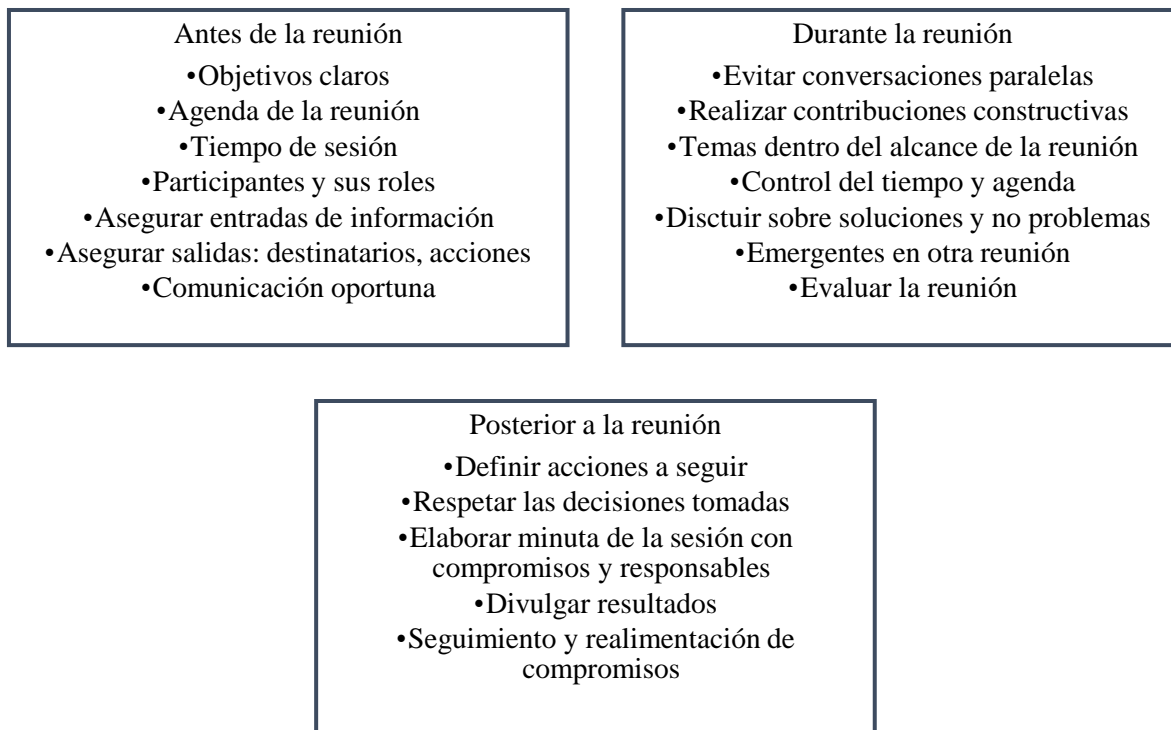 Antes de la reunión
•Objetivos claros
•Agenda de la reunión
•Tiempo de sesión
•Participantes y sus roles
•Asegurar entradas de información
•Asegurar salidas: destinatarios, acciones
•Comunicación oportuna
Durante la reunión
•Evitar conversaciones paralelas
•Realizar contribuciones constructivas
•Temas dentro del alcance de la reunión
•Control del tiempo y agenda
•Disctuir sobre soluciones y no problemas
•Emergentes en otra reunión
•Evaluar la reunión
Posterior a la reunión
•Definir acciones a seguir
•Respetar las decisiones tomadas
•Elaborar minuta de la sesión con
compromisos y responsables
•Divulgar resultados
•Seguimiento y realimentación de
compromisos